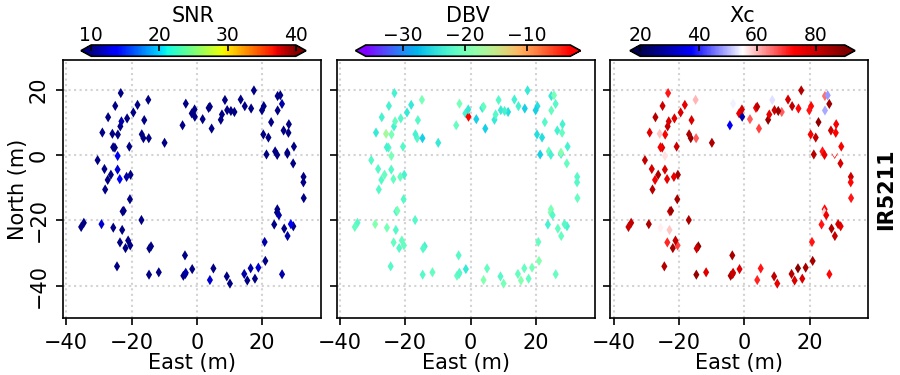 SNR DBV Xc
10 20 30 40 −30 −20 −10 20 40 60 80
20
0
−20
−40
North (m)
−40 −20 0 20 −40 −20 0 20 −40 −20 0 20
East (m) East (m) East (m)
IR5211